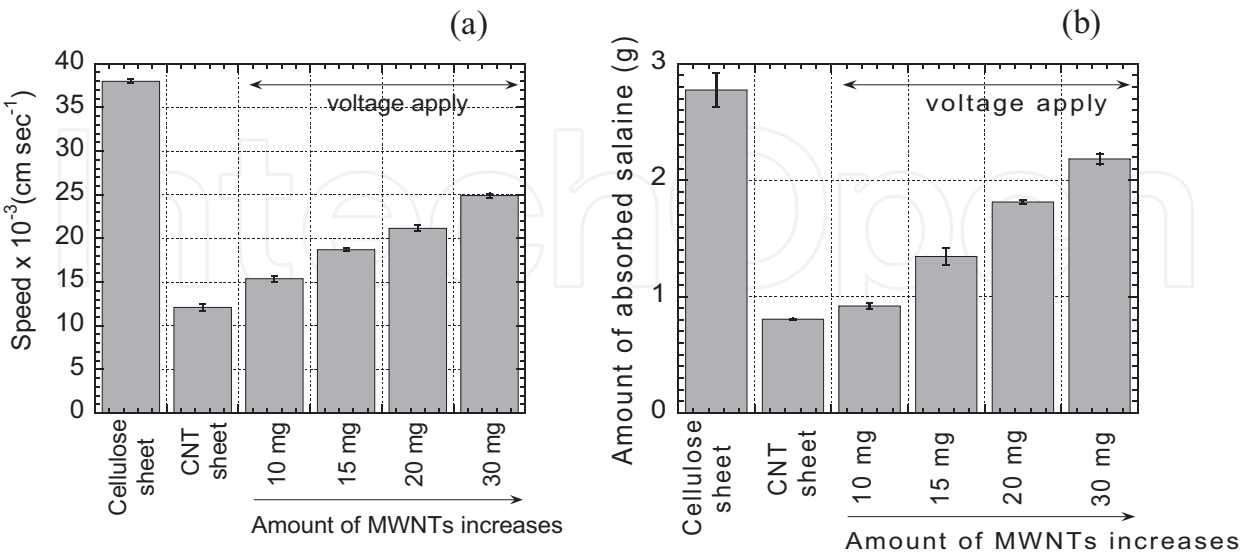 (a)
Speed x 10-3(cm sec-1)
40
35
30
25
20
15
10
5
0
voltage apply
Cellulose
sheet
CNT
sheet
10 mg
15 mg
20 mg
30 mg
Amount of MWNTs increases
(b)
Amount of absorbed salaine (g)
3
2
1
0
voltage apply
Cellulose
sheet
CNT
sheet
10 mg
15 mg
20 mg
30 mg
Amount of MWNTs increases
IntechOpen